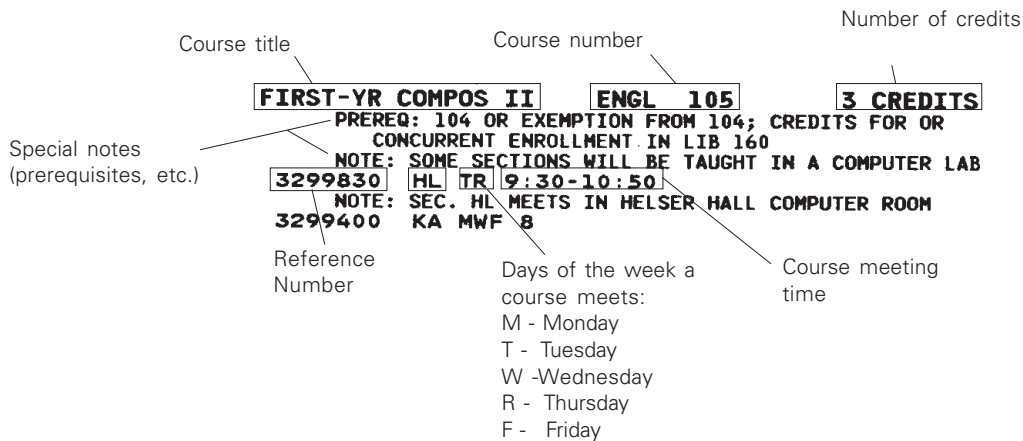 Number of credits
Course title
Course number
FIRST-YR COMPOS II ENGL 105 3 CREDITS
PREREQ: 104 OR EXEMPTION FROM 104; CREDITS FOR OR
CONCURRENT ENROLLMENT IN LIB 160
Special notes
(prerequisites, etc.)
NOTE: SOME SECTIONS WILL BE TAUGHT IN A COMPUTER LAB
3299830 HL TR 9:30-10:50
NOTE: SEC. HL MEETS IN HELSER HALL COMPUTER ROOM
3299400 KA MWF 8
Reference
Number
Days of the week a
course meets:
M - Monday
T - Tuesday
W -Wednesday
R - Thursday
F - Friday
Course meeting
time